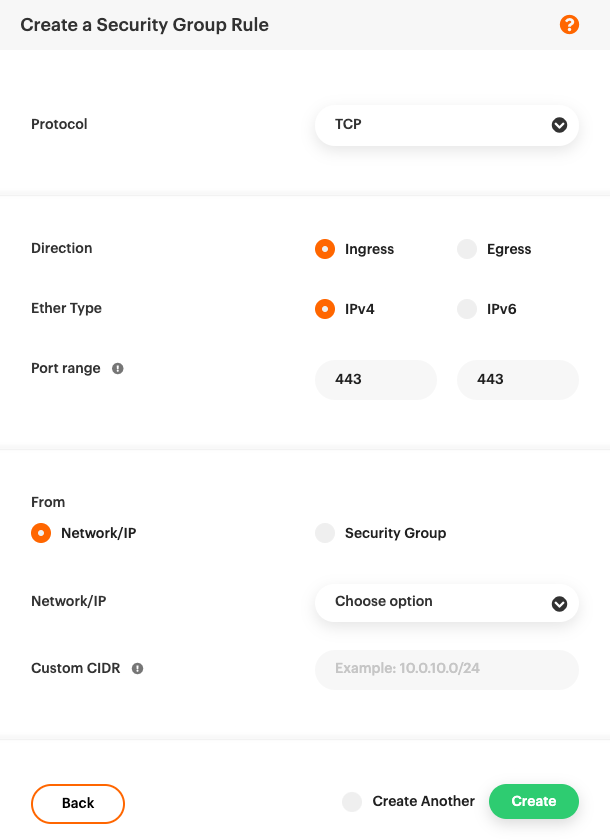 Create a Security Group Rule ?
Protocol TCP
Direction Ingress Egress
Ether Type IPv4 IPv6
Port range ! 443 443
From
Network/IP Security Group
Network/IP Choose option
Custom CIDR ! Example: 10.0.10.0/24
Back Create Another Create